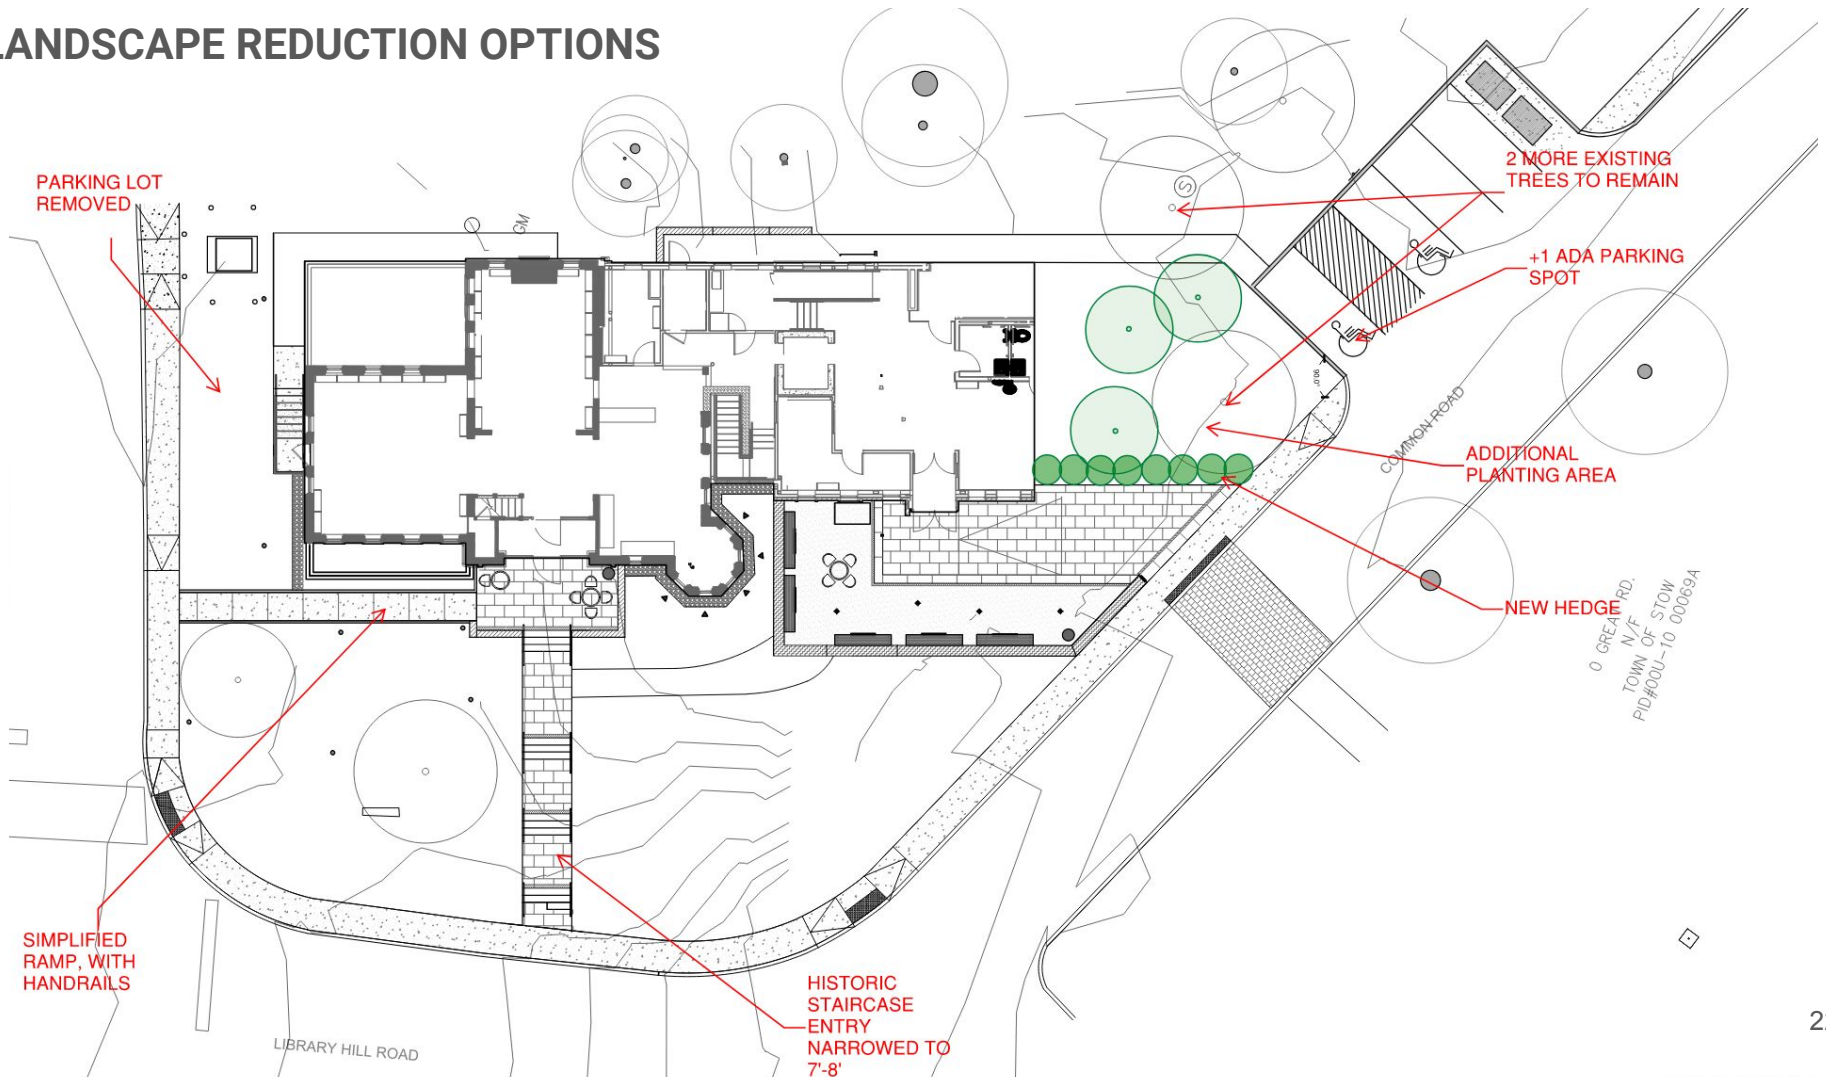 LANDSCAPE REDUCTION OPTIONS
PARKING LOT
REMOVED
GM
S
2 MORE EXISTING
TREES TO REMAIN
+1 ADA PARKING
SPOT
COMMON ROAD
ADDITIONAL
PLANTING AREA
NEW HEDGE
0 GREAT RD.
N/F
TOWN OF STOW
PID#00U-10 00069A
SIMPLIFIED
RAMP, WITH
HANDRAILS
HISTORIC
STAIRCASE
ENTRY
NARROWED TO
7'-8'
LIBRARY HILL ROAD